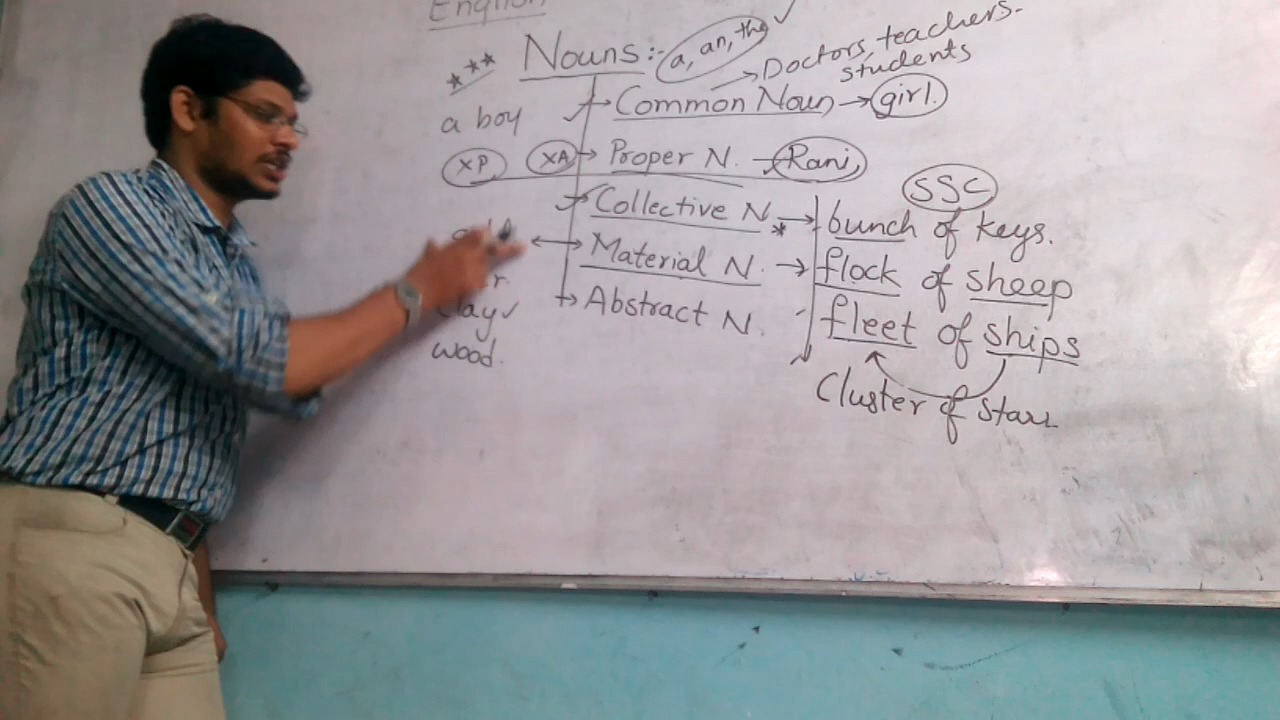 English
*** Nouns:- a, an, the ✓
Doctors, teachers.
students
a boy
Common Noun → girl.
XP XA → Proper N. → Rani,
SSC
Collective N. → bunch of keys.
Material N. → flock of sheep
Abstract N. fleet of ships
clay ✓
wood.
Cluster of stars